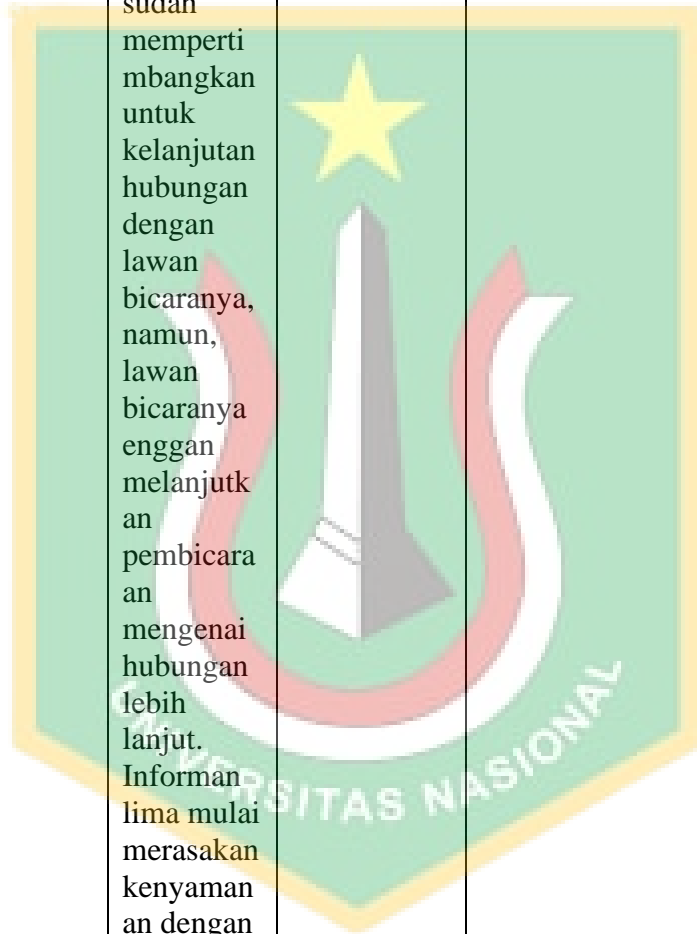 sudah
memperti
mbangkan
untuk
kelanjutan
hubungan
dengan
lawan
bicaranya,
namun,
lawan
bicaranya
enggan
melanjutk
an
pembicara
an
mengenai
hubungan
lebih
lanjut.
Informan
lima mulai
merasakan
kenyaman
an dengan
UNIVERSITAS NASIONAL